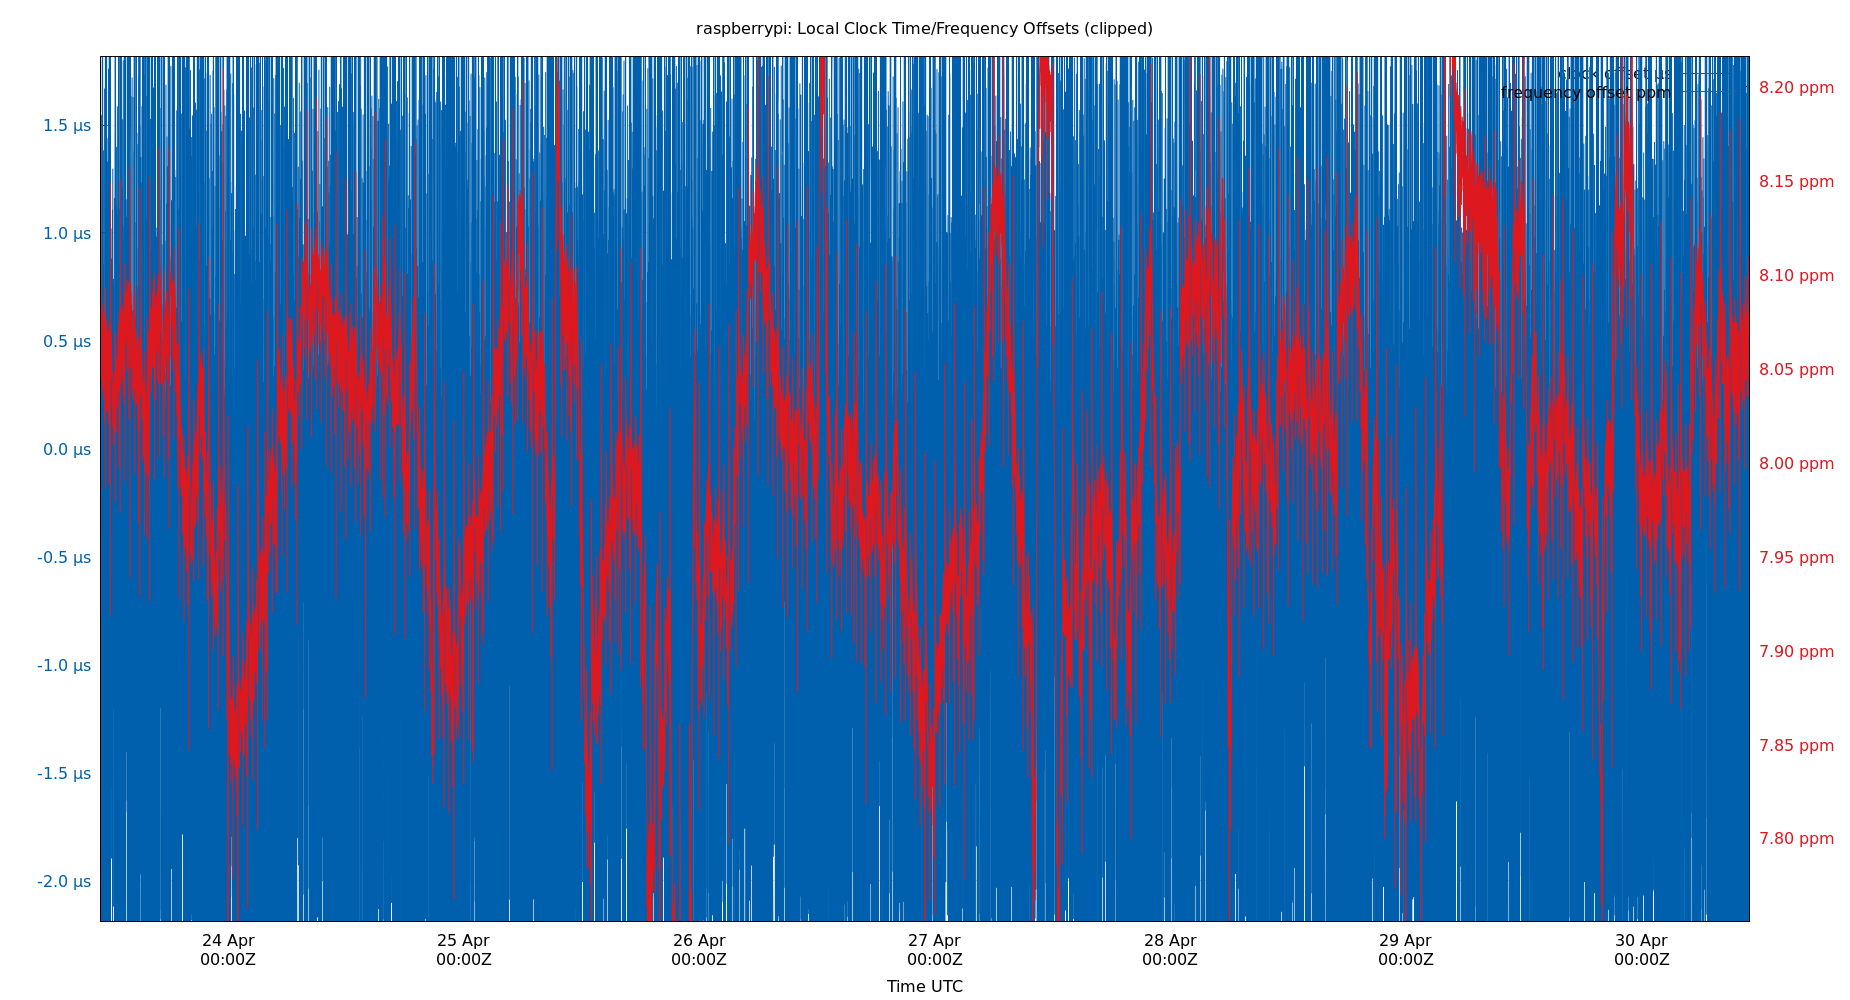 raspberrypi: Local Clock Time/Frequency Offsets (clipped)
clock offset µs
frequency offset ppm
1.5 µs
1.0 µs
0.5 µs
0.0 µs
-0.5 µs
-1.0 µs
-1.5 µs
-2.0 µs
8.20 ppm
8.15 ppm
8.10 ppm
8.05 ppm
8.00 ppm
7.95 ppm
7.90 ppm
7.85 ppm
7.80 ppm
24 Apr 25 Apr 26 Apr 27 Apr 28 Apr 29 Apr 30 Apr
00:00Z 00:00Z 00:00Z 00:00Z 00:00Z 00:00Z 00:00Z
Time UTC